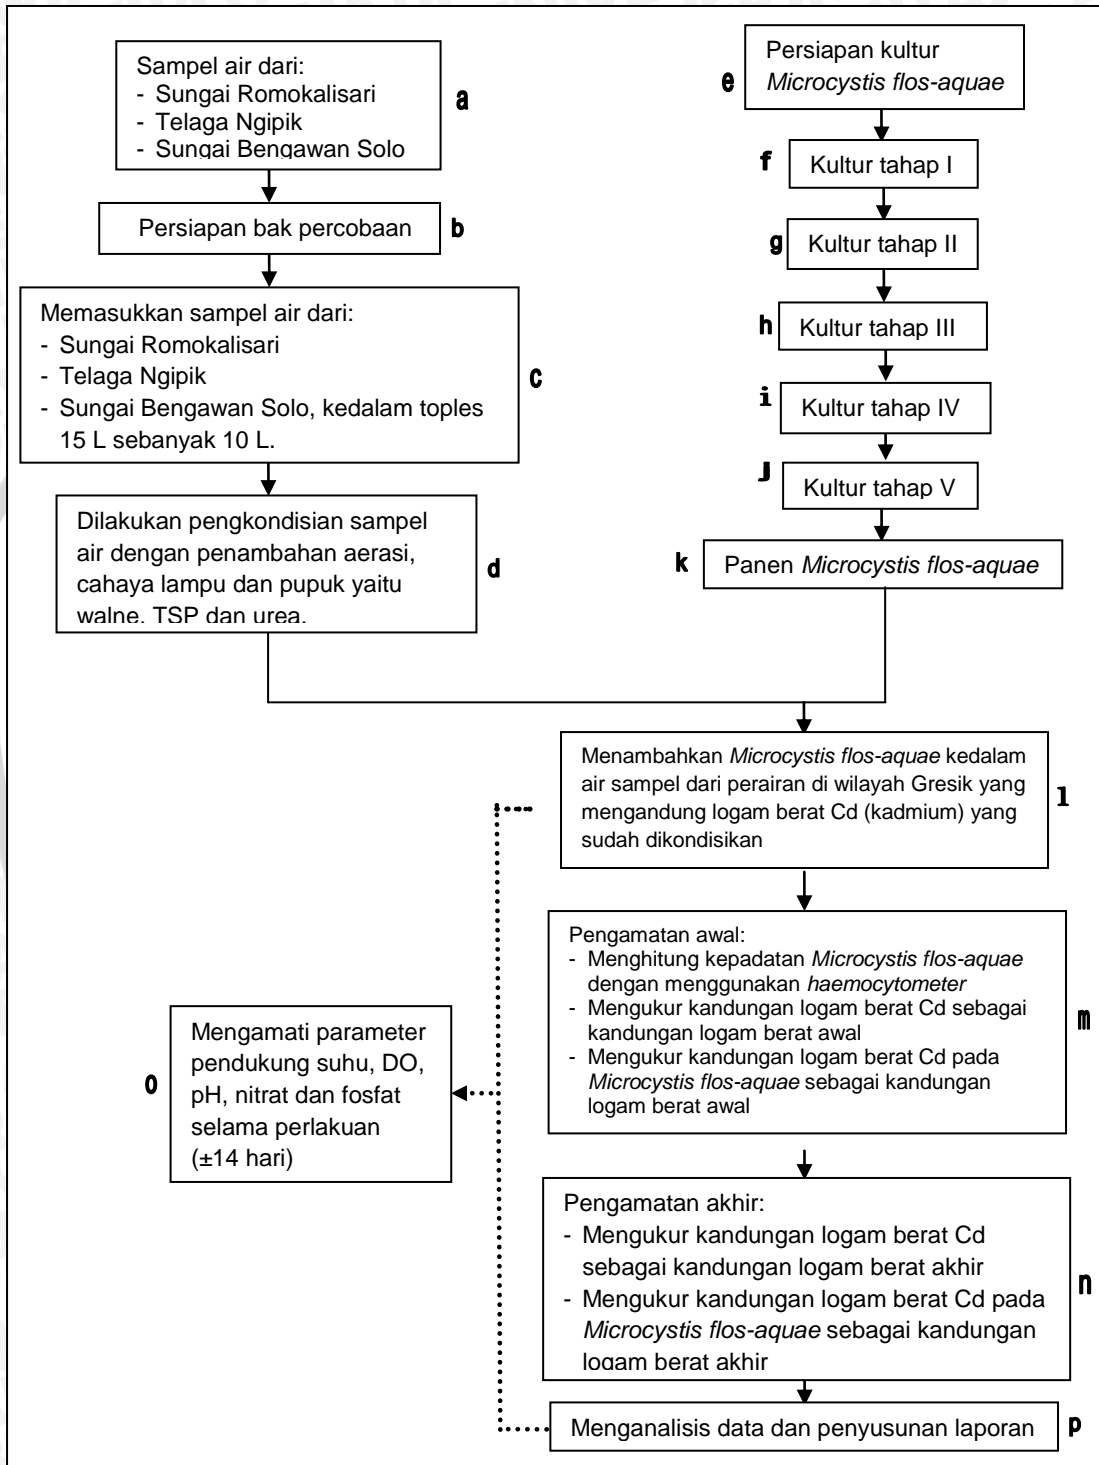 Sampel air dari:
- Sungai Romokalisari
- Telaga Ngipik
- Sungai Bengawan Solo
a
Persiapan bak percobaan
b
Memasukkan sampel air dari:
- Sungai Romokalisari
- Telaga Ngipik
- Sungai Bengawan Solo, kedalam toples
15 L sebanyak 10 L.
c
Dilakukan pengkondisian sampel
air dengan penambahan aerasi,
cahaya lampu dan pupuk yaitu
walne, TSP dan urea.
d
e
Persiapan kultur
Microcystis flos-aquae
f
Kultur tahap I
g
Kultur tahap II
h
Kultur tahap III
i
Kultur tahap IV
j
Kultur tahap V
k
Panen Microcystis flos-aquae
Menambahkan Microcystis flos-aquae kedalam
air sampel dari perairan di wilayah Gresik yang
mengandung logam berat Cd (kadmium) yang
sudah dikondisikan
l
Pengamatan awal:
- Menghitung kepadatan Microcystis flos-aquae
dengan menggunakan haemocytometer
- Mengukur kandungan logam berat Cd sebagai
kandungan logam berat awal
- Mengukur kandungan logam berat Cd pada
Microcystis flos-aquae sebagai kandungan
logam berat awal
m
o
Mengamati parameter
pendukung suhu, DO,
pH, nitrat dan fosfat
selama perlakuan
(±14 hari)
Pengamatan akhir:
- Mengukur kandungan logam berat Cd
sebagai kandungan logam berat akhir
- Mengukur kandungan logam berat Cd pada
Microcystis flos-aquae sebagai kandungan
logam berat akhir
n
Menganalisis data dan penyusunan laporan
p